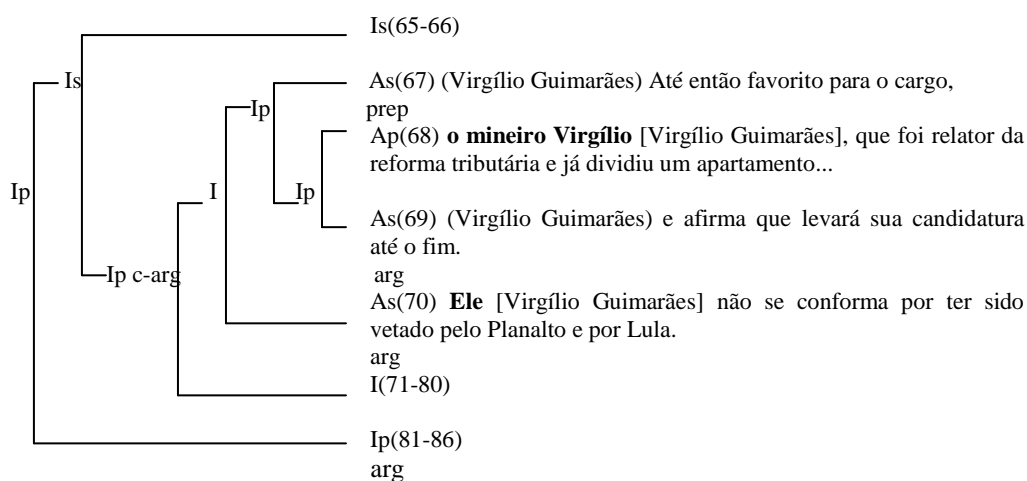 Is(65-66)
Is
As(67) (Virgílio Guimarães) Até então favorito para o cargo,
Ip
prep
Ap(68) o mineiro Virgílio [Virgílio Guimarães], que foi relator da
reforma tributária e já dividiu um apartamento...
Ip
I
Ip
As(69) (Virgílio Guimarães) e afirma que levará sua candidatura
até o fim.
Ip c-arg
arg
As(70) Ele [Virgílio Guimarães] não se conforma por ter sido
vetado pelo Planalto e por Lula.
arg
I(71-80)
Ip(81-86)
arg